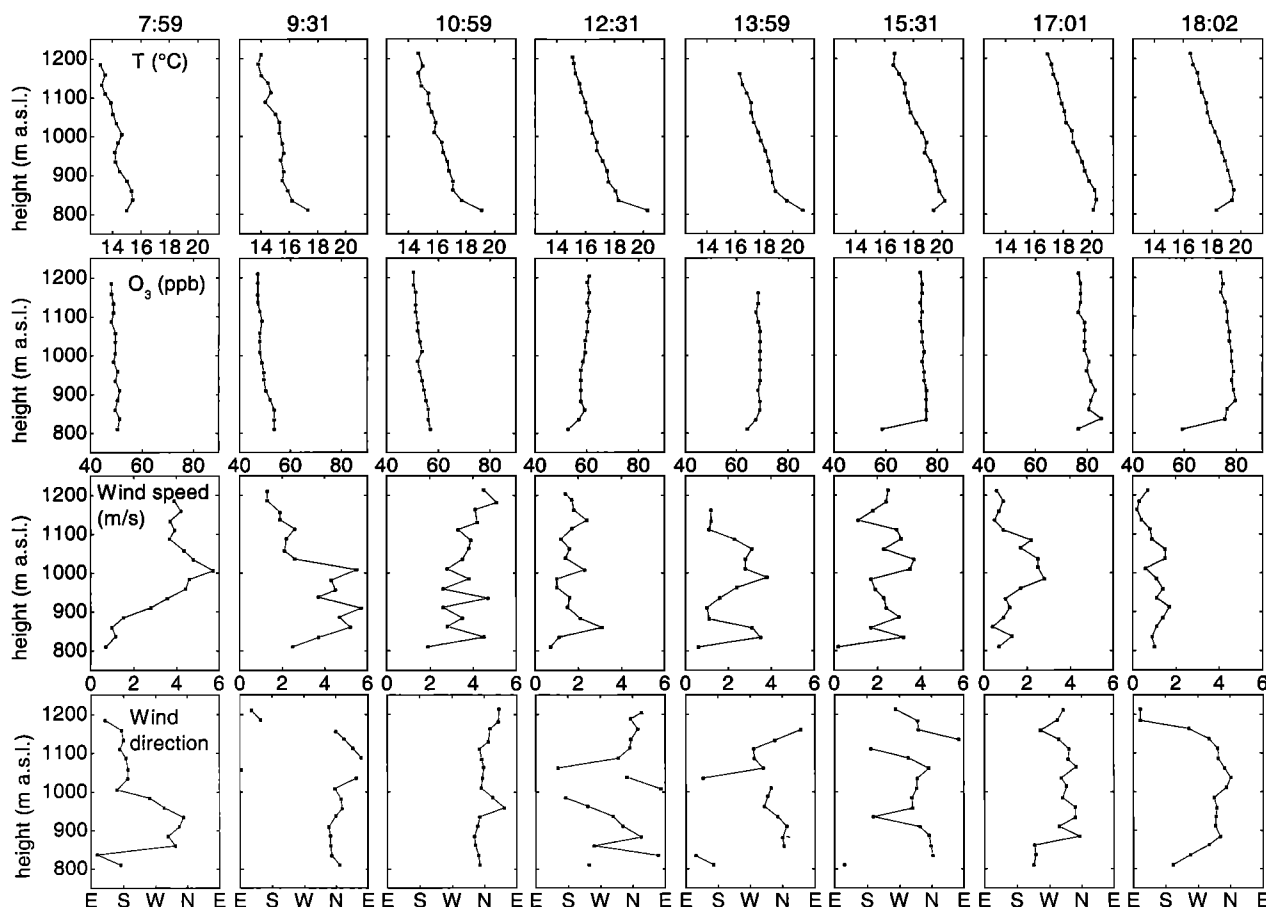 7:59 9:31 10:59 12:31 13:59 15:31 17:01 18:02
T (°C)
height (m a.s.l.)
1200
1100
1000
900
800
14 16 18 20 14 16 18 20 14 16 18 20 14 16 18 20 14 16 18 20 14 16 18 20 14 16 18 20 14 16 18 20
O3 (ppb)
height (m a.s.l.)
1200
1100
1000
900
800
40 60 80 40 60 80 40 60 80 40 60 80 40 60 80 40 60 80 40 60 80 40 60 80
Wind speed
(m/s)
height (m a.s.l.)
1200
1100
1000
900
800
0 2 4 6 0 2 4 6 0 2 4 6 0 2 4 6 0 2 4 6 0 2 4 6 0 2 4 6 0 2 4 6
Wind
direction
height (m a.s.l.)
1200
1100
1000
900
800
E S W N E S W N E S W N E S W N E S W N E S W N E S W N E S W N E